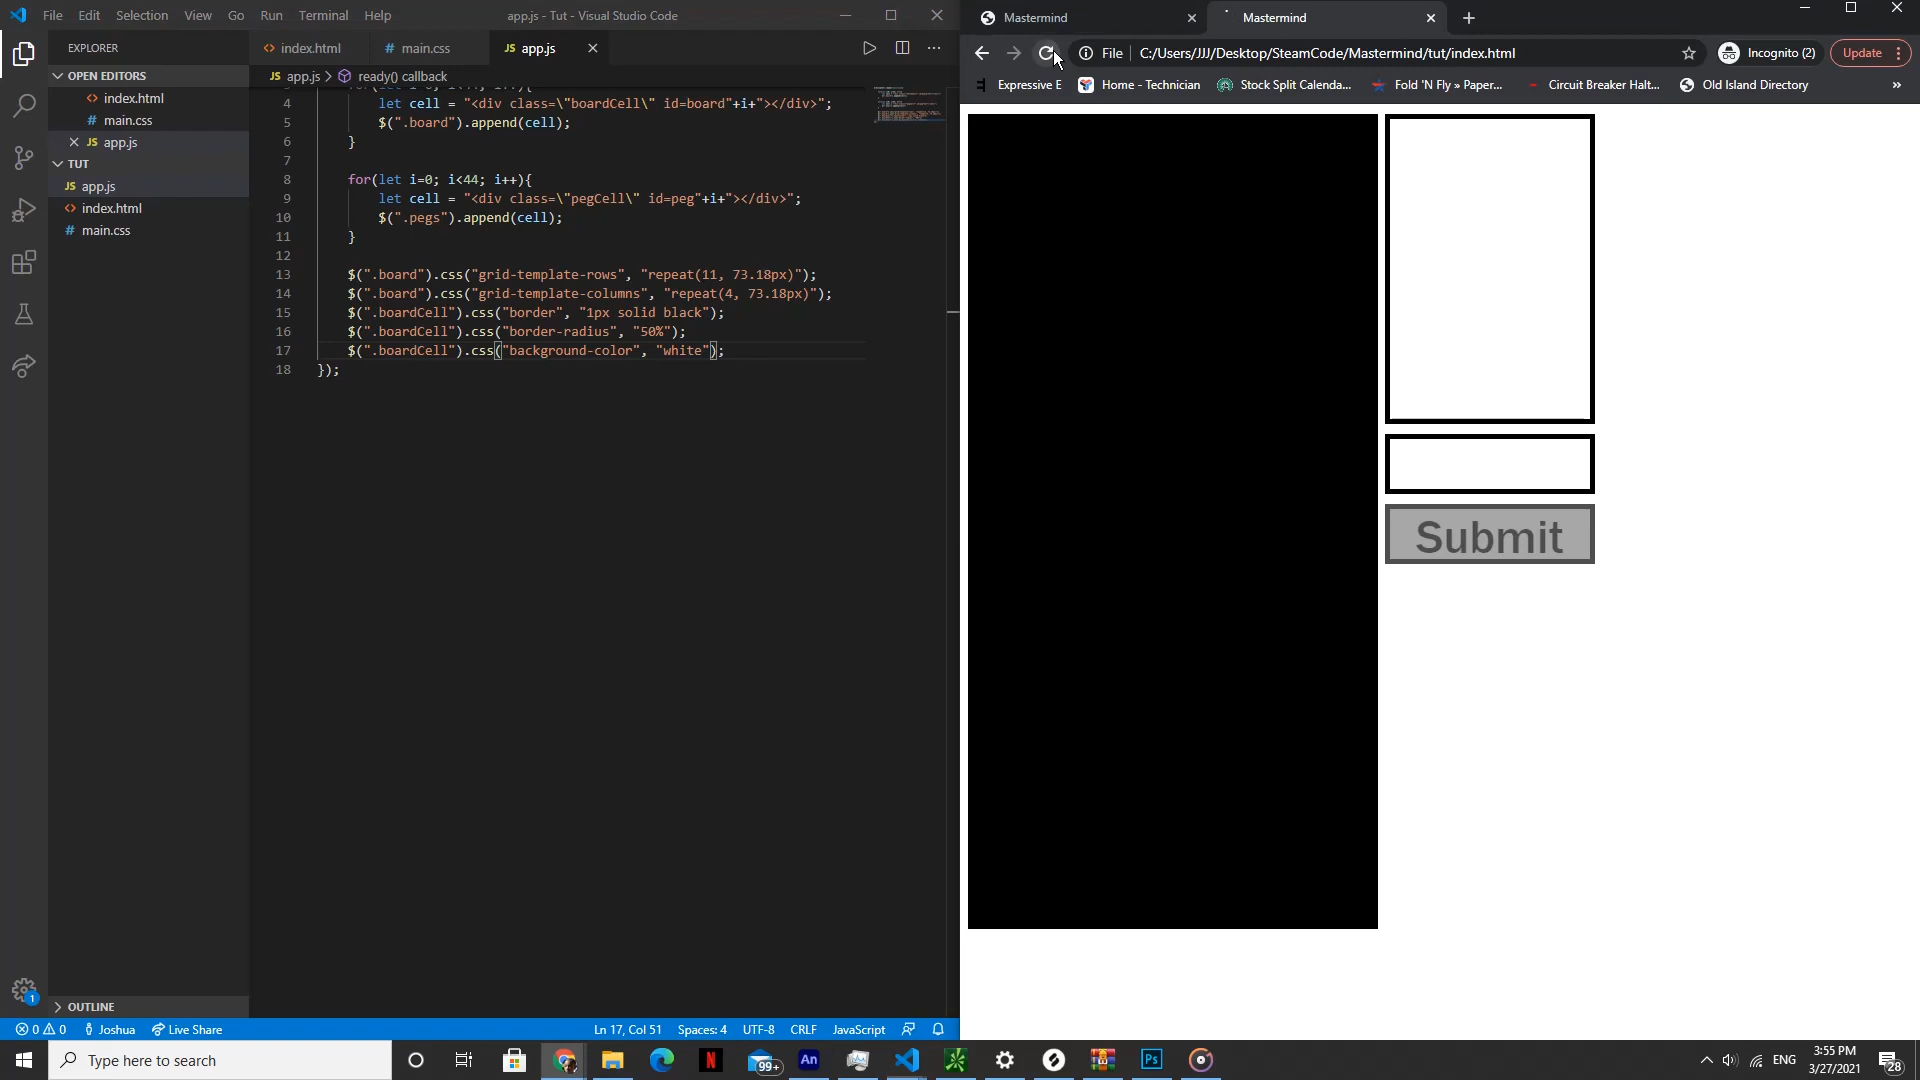 File Edit Selection View Go Run Terminal Help
app.js - Tut - Visual Studio Code
EXPLORER
OPEN EDITORS
index.html
main.css
app.js
TUT
app.js
index.html
main.css
OUTLINE
index.html main.css JS app.js
JS app.js > ready() callback
4 let cell = "<div class=\"boardCell\" id=board"+i+"></div>";
5 $(".board").append(cell);
6 }
7
8 for(let i=0; i<44; i++){
9 let cell = "<div class=\"pegCell\" id=peg"+i+"></div>";
10 $(".pegs").append(cell);
11 }
12
13 $(".board").css("grid-template-rows", "repeat(11, 73.18px)");
14 $(".board").css("grid-template-columns", "repeat(4, 73.18px)");
15 $(".boardCell").css("border", "1px solid black");
16 $(".boardCell").css("border-radius", "50%");
17 $(".boardCell").css("background-color", "white");
18 });
0 0 Joshua Live Share Ln 17, Col 51 Spaces: 4 UTF-8 CRLF JavaScript
Mastermind Mastermind
File C:/Users/JJJ/Desktop/SteamCode/Mastermind/tut/index.html Incognito (2) Update
Expressive E Home - Technician Stock Split Calenda... Fold 'N Fly » Paper... Circuit Breaker Halt... Old Island Directory »
Submit
Type here to search
99+
An
Ps
ENG
3:55 PM
3/27/2021
28